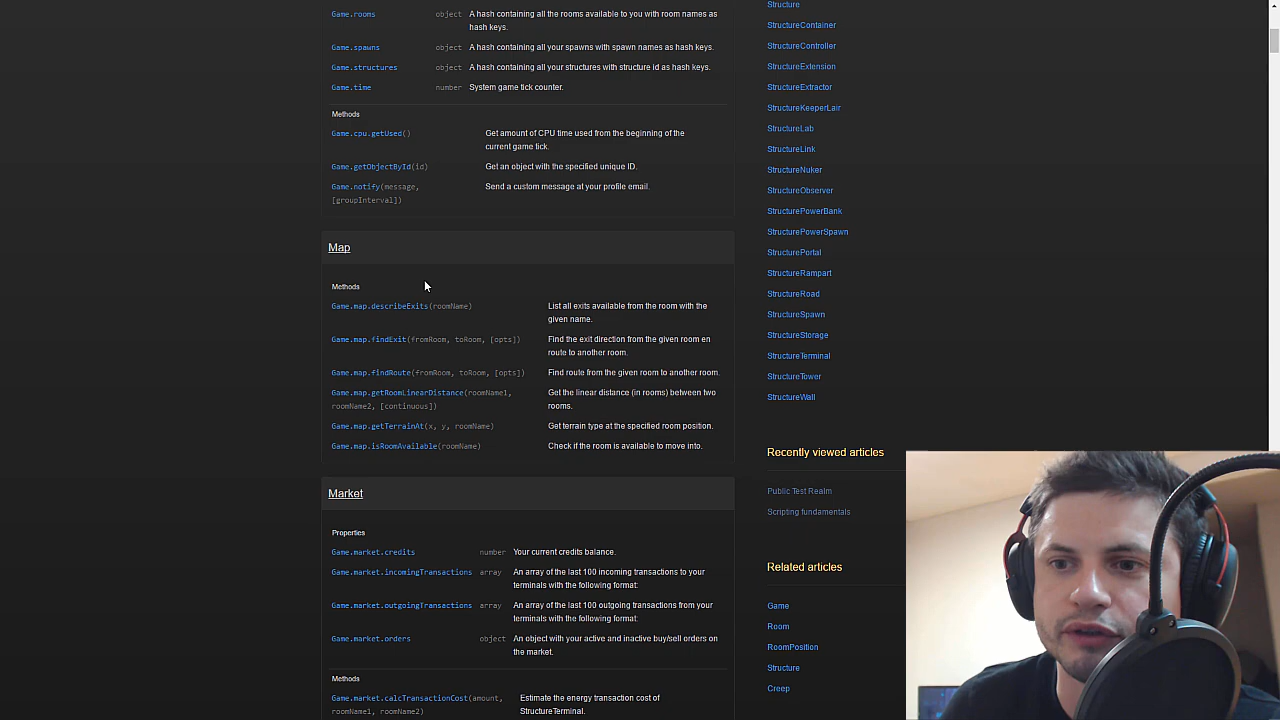 Game.rooms object A hash containing all the rooms available to you with room names as
hash keys.
Game.spawns object A hash containing all your spawns with spawn names as hash keys.
Game.structures object A hash containing all your structures with structure id as hash keys.
Game.time number System game tick counter.
Methods
Game.cpu.getUsed() Get amount of CPU time used from the beginning of the
current game tick.
Game.getObjectById(id) Get an object with the specified unique ID.
Game.notify(message, Send a custom message at your profile email.
[groupInterval])
Map
Methods
Game.map.describeExits(roomName) List all exits available from the room with the
given name.
Game.map.findExit(fromRoom, toRoom, [opts]) Find the exit direction from the given room en
route to another room.
Game.map.findRoute(fromRoom, toRoom, [opts]) Find route from the given room to another room.
Game.map.getRoomLinearDistance(roomName1, Get the linear distance (in rooms) between two
roomName2, [continuous]) rooms.
Game.map.getTerrainAt(x, y, roomName) Get terrain type at the specified room position.
Game.map.isRoomAvailable(roomName) Check if the room is available to move into.
Market
Properties
Game.market.credits number Your current credits balance.
Game.market.incomingTransactions array An array of the last 100 incoming transactions to your
terminals with the following format:
Game.market.outgoingTransactions array An array of the last 100 outgoing transactions from your
terminals with the following format:
Game.market.orders object An object with your active and inactive buy/sell orders on
the market.
Methods
Game.market.calcTransactionCost(amount, Estimate the energy transaction cost of
roomName1, roomName2) StructureTerminal.
Structure
StructureContainer
StructureController
StructureExtension
StructureExtractor
StructureKeeperLair
StructureLab
StructureLink
StructureNuker
StructureObserver
StructurePowerBank
StructurePowerSpawn
StructurePortal
StructureRampart
StructureRoad
StructureSpawn
StructureStorage
StructureTerminal
StructureTower
StructureWall
Recently viewed articles
Public Test Realm
Scripting fundamentals
Related articles
Game
Room
RoomPosition
Structure
Creep